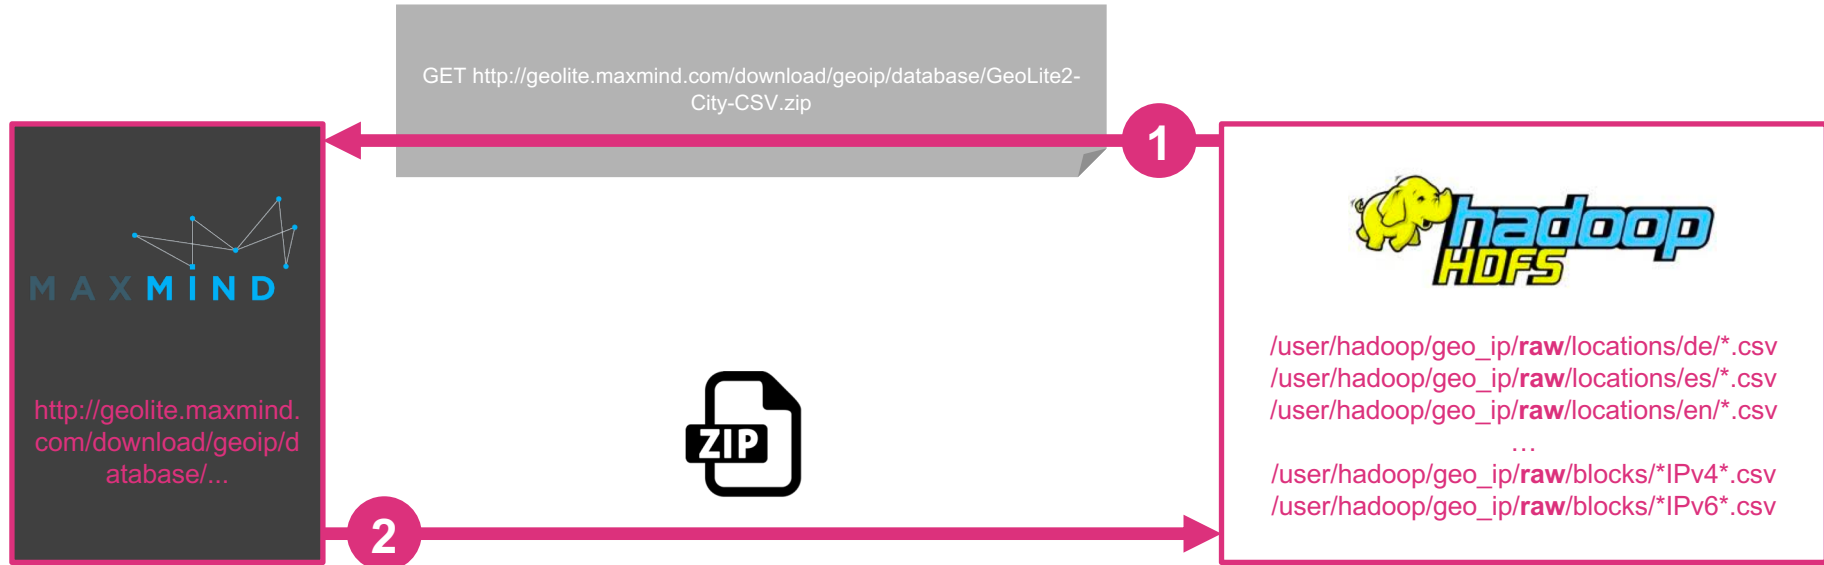 GET http://geolite.maxmind.com/download/geoip/database/GeoLite2-
City-CSV.zip
1
MAXMIND
http://geolite.maxmind.
com/download/geoip/d
atabase/...
ZIP
2
hadoop
HDFS
/user/hadoop/geo_ip/raw/locations/de/*.csv
/user/hadoop/geo_ip/raw/locations/es/*.csv
/user/hadoop/geo_ip/raw/locations/en/*.csv
…
/user/hadoop/geo_ip/raw/blocks/*IPv4*.csv
/user/hadoop/geo_ip/raw/blocks/*IPv6*.csv